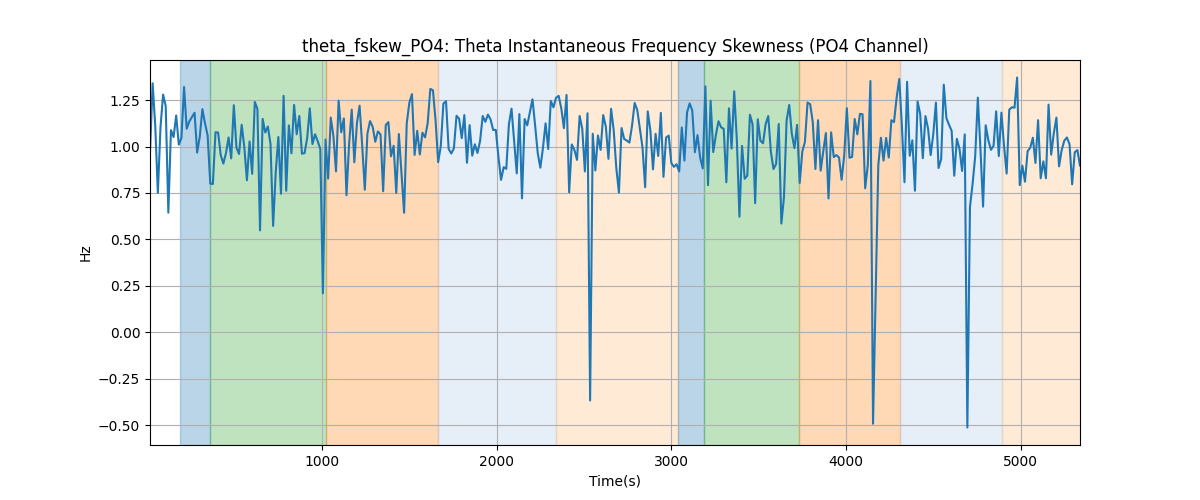 theta_fskew_PO4: Theta Instantaneous Frequency Skewness (PO4 Channel)
Hz
1.25
1.00
0.75
0.50
0.25
0.00
−0.25
−0.50
1000 2000 3000 4000 5000
Time(s)